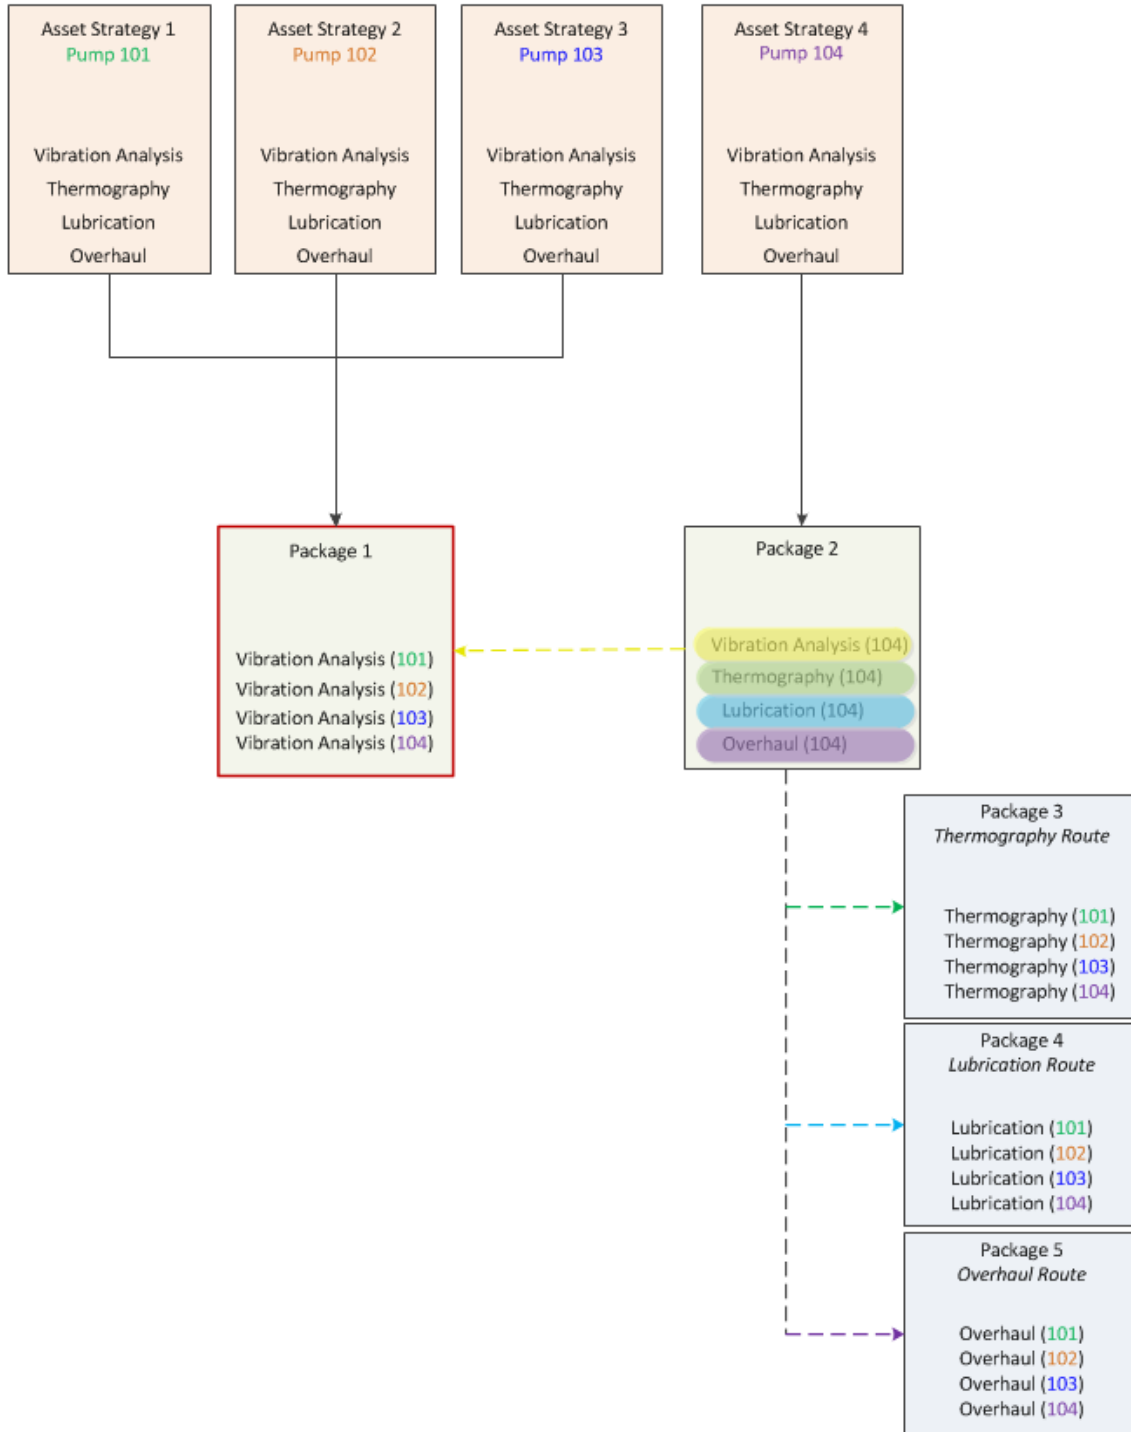 Asset Strategy 1
Pump 101
Vibration Analysis
Thermography
Lubrication
Overhaul
Asset Strategy 2
Pump 102
Vibration Analysis
Thermography
Lubrication
Overhaul
Asset Strategy 3
Pump 103
Vibration Analysis
Thermography
Lubrication
Overhaul
Asset Strategy 4
Pump 104
Vibration Analysis
Thermography
Lubrication
Overhaul
Package 1
Vibration Analysis (101)
Vibration Analysis (102)
Vibration Analysis (103)
Vibration Analysis (104)
Package 2
Vibration Analysis (104)
Thermography (104)
Lubrication (104)
Overhaul (104)
Package 3
Thermography Route
Thermography (101)
Thermography (102)
Thermography (103)
Thermography (104)
Package 4
Lubrication Route
Lubrication (101)
Lubrication (102)
Lubrication (103)
Lubrication (104)
Package 5
Overhaul Route
Overhaul (101)
Overhaul (102)
Overhaul (103)
Overhaul (104)